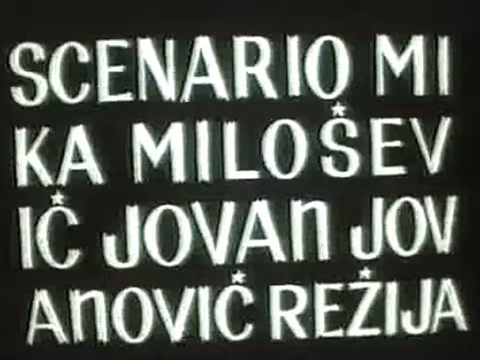 SCENARIO MI
KA MILOŠEV
IĆ JOVAN JOV
ANOVIĆ REŽIJA